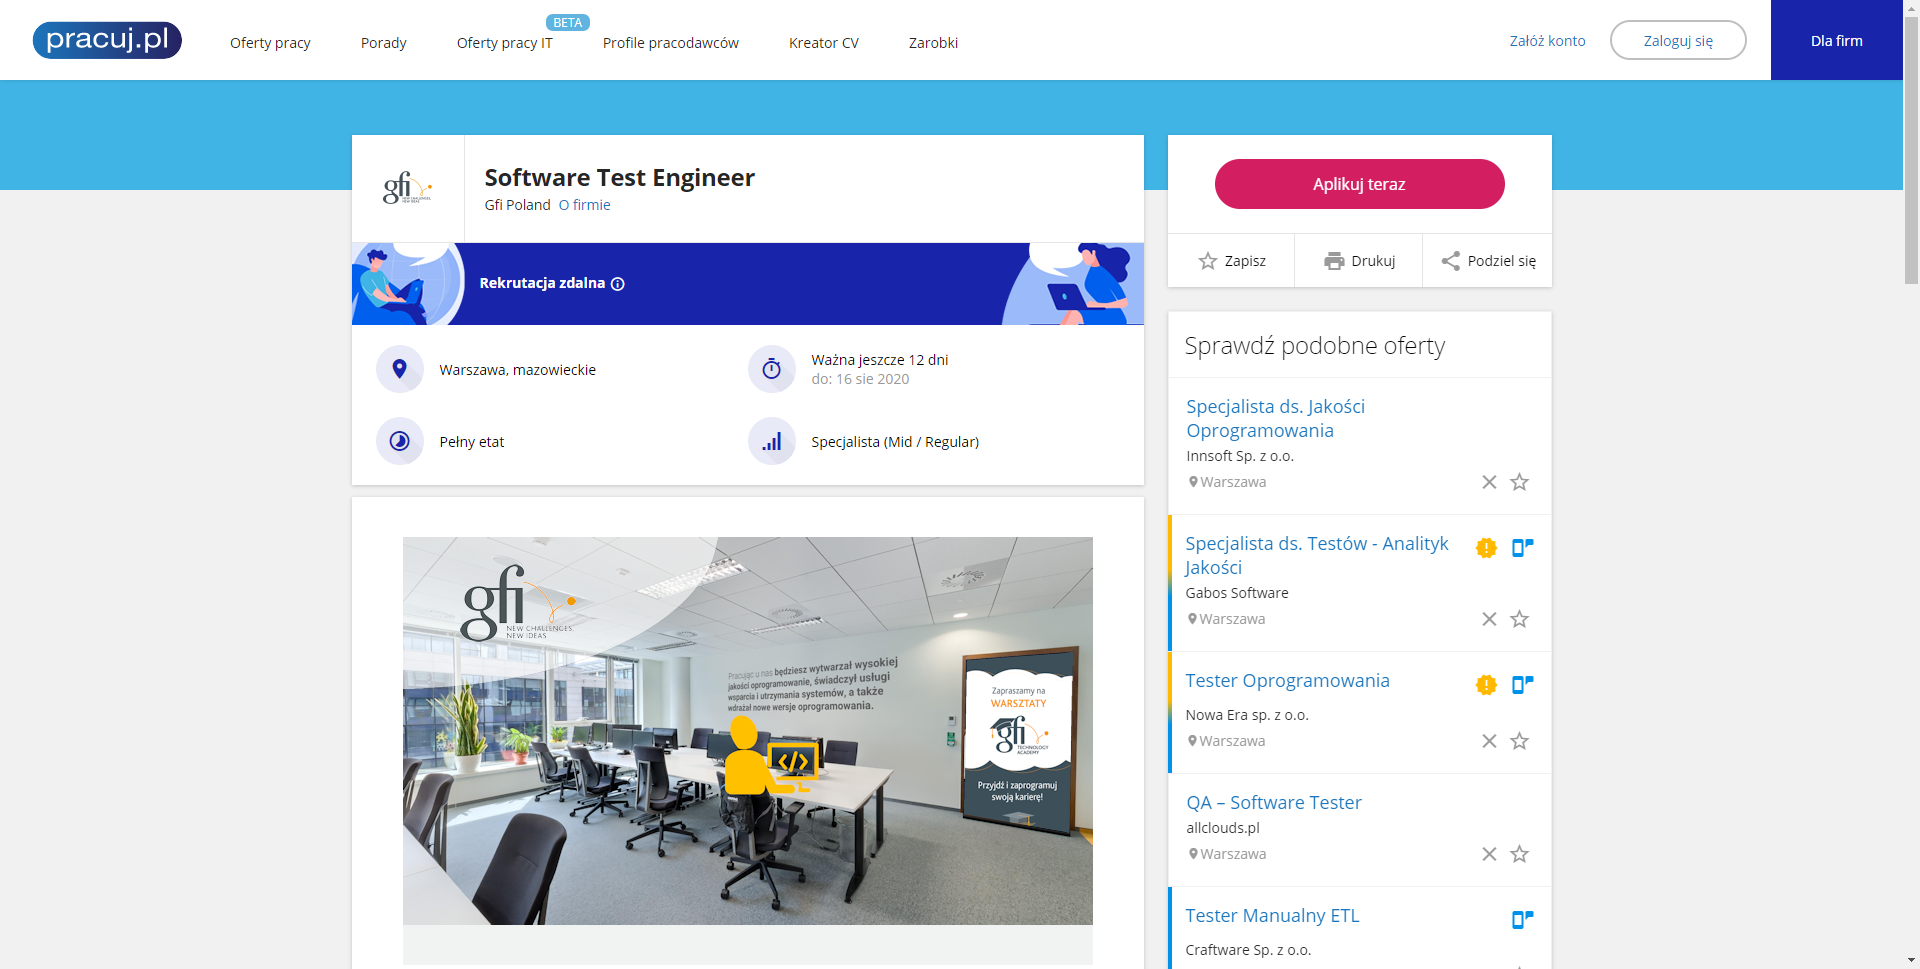 pracuj.pl
Oferty pracy
Porady
Oferty pracy IT
BETA
Profile pracodawców
Kreator CV
Zarobki
Załóż konto
Zaloguj się
Dla firm
gfi
NEW CHALLENGES,
NEW IDEAS
Software Test Engineer
Gfi Poland O firmie
Rekrutacja zdalna
Warszawa, mazowieckie
Ważna jeszcze 12 dni
do: 16 sie 2020
Pełny etat
Specjalista (Mid / Regular)
gfi
NEW CHALLENGES,
NEW IDEAS
Pracując u nas będziesz wytwarzał wysokiej
jakości oprogramowanie, świadczył usługi
wsparcia i utrzymania systemów, a także
wdrażał nowe wersje oprogramowania.
</>
Zapraszamy na
WARSZTATY
gfi
TECHNOLOGY
ACADEMY
Przyjdź i zaprogramuj
swoją karierę!
Aplikuj teraz
Zapisz
Drukuj
Podziel się
Sprawdź podobne oferty
Specjalista ds. Jakości
Oprogramowania
Innsoft Sp. z o.o.
Warszawa
Specjalista ds. Testów - Analityk
Jakości
Gabos Software
Warszawa
Tester Oprogramowania
Nowa Era sp. z o.o.
Warszawa
QA – Software Tester
allclouds.pl
Warszawa
Tester Manualny ETL
Craftware Sp. z o.o.